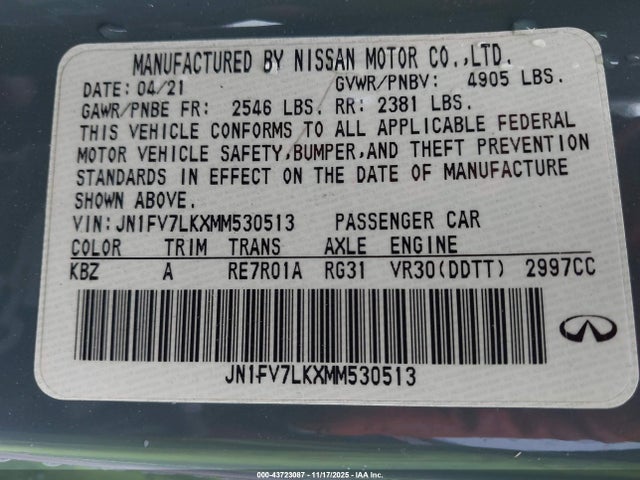 MANUFACTURED BY NISSAN MOTOR CO.,LTD.
DATE: 04/21 GVWR/PNBV: 4905 LBS.
GAWR/PNBE FR: 2546 LBS. RR: 2381 LBS.
THIS VEHICLE CONFORMS TO ALL APPLICABLE FEDERAL
MOTOR VEHICLE SAFETY,BUMPER,AND THEFT PREVENTION
STANDARDS IN EFFECT ON THE DATE OF MANUFACTURE
SHOWN ABOVE.
VIN:JN1FV7LKXMM530513 PASSENGER CAR
COLOR TRIM TRANS AXLE ENGINE
KBZ A RE7R01A RG31 VR30(DDTT) 2997CC
JN1FV7LKXMM530513
000-43723087 - 11/17/2025 - IAAI.COM